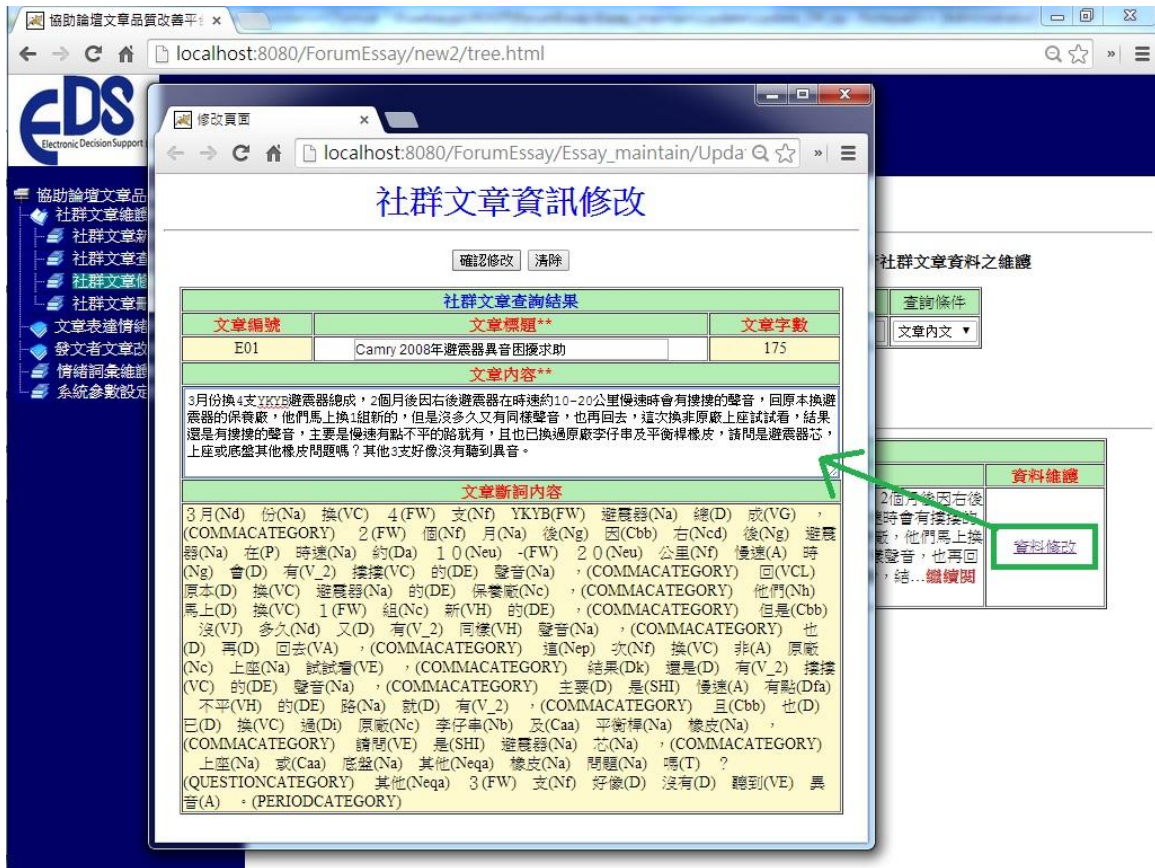 協助論壇文章品質改善平
localhost:8080/ForumEssay/new2/tree.html
EDS
Electronic Decision Support
協助論壇文章品
社群文章維護
社群文章新
社群文章查
社群文章修
社群文章刪
文章表達情緒
發文者文章改
情緒詞彙維護
系統參數設定
修改頁面
localhost:8080/ForumEssay/Essay_maintain/Upda
社群文章資訊修改
確認修改 清除
社群文章查詢結果
文章編號 文章標題** 文章字數
E01 Camry 2008年避震器異音困擾求助 175
文章內容**
3月份換4支YKYB避震器總成，2個月後因右後避震器在時速約10-20公里慢速時會有摟摟的聲音，回原本換避
震器的保養廠，他們馬上換1組新的，但是沒多久又有同樣聲音，也再回去，這次換非原廠上座試試看，結果
還是有摟摟的聲音，主要是慢速有點不平的路就有，且也已換過原廠李仔串及平衡桿橡皮，請問是避震器芯，
上座或底盤其他橡皮問題嗎？其他3支好像沒有聽到異音。
文章斷詞內容
3月(Nd) 份(Na) 換(VC) 4(FW) 支(Nf) YKYB(FW) 避震器(Na) 總(D) 成(VG) ，
(COMMACATEGORY) 2(FW) 個(Nf) 月(Na) 後(Ng) 因(Cbb) 右(Ncd) 後(Ng) 避震
器(Na) 在(P) 時速(Na) 約(Da) 10(Neu) -(FW) 20(Neu) 公里(Nf) 慢速(A) 時
(Ng) 會(D) 有(V_2) 摟摟(VC) 的(DE) 聲音(Na) ，(COMMACATEGORY) 回(VCL)
原本(D) 換(VC) 避震器(Na) 的(DE) 保養廠(Nc) ，(COMMACATEGORY) 他們(Nh)
馬上(D) 換(VC) 1(FW) 組(Nc) 新(VH) 的(DE) ，(COMMACATEGORY) 但是(Cbb)
沒(VJ) 多久(Nd) 又(D) 有(V_2) 同樣(VH) 聲音(Na) ，(COMMACATEGORY) 也
(D) 再(D) 回去(VA) ，(COMMACATEGORY) 這(Nep) 次(Nf) 換(VC) 非(A) 原廠
(Nc) 上座(Na) 試試看(VE) ，(COMMACATEGORY) 結果(Dk) 還是(D) 有(V_2) 摟摟
(VC) 的(DE) 聲音(Na) ，(COMMACATEGORY) 主要(D) 是(SHI) 慢速(A) 有點(Dfa)
不平(VH) 的(DE) 路(Na) 就(D) 有(V_2) ，(COMMACATEGORY) 且(Cbb) 也(D)
已(D) 換(VC) 過(Di) 原廠(Nc) 李仔串(Nb) 及(Caa) 平衡桿(Na) 橡皮(Na) ，
(COMMACATEGORY) 請問(VE) 是(SHI) 避震器(Na) 芯(Na) ，(COMMACATEGORY)
上座(Na) 或(Caa) 底盤(Na) 其他(Neqa) 橡皮(Na) 問題(Na) 嗎(T) ？
(QUESTIONCATEGORY) 其他(Neqa) 3(FW) 支(Nf) 好像(D) 沒有(D) 聽到(VE) 異
音(A) 。(PERIODCATEGORY)
社群文章資料之維護
查詢條件
文章內文
資料維護
2個月後因右後
時會有摟摟的
廠，他們馬上換
聲音，也再回
，結...繼續閱
資料修改